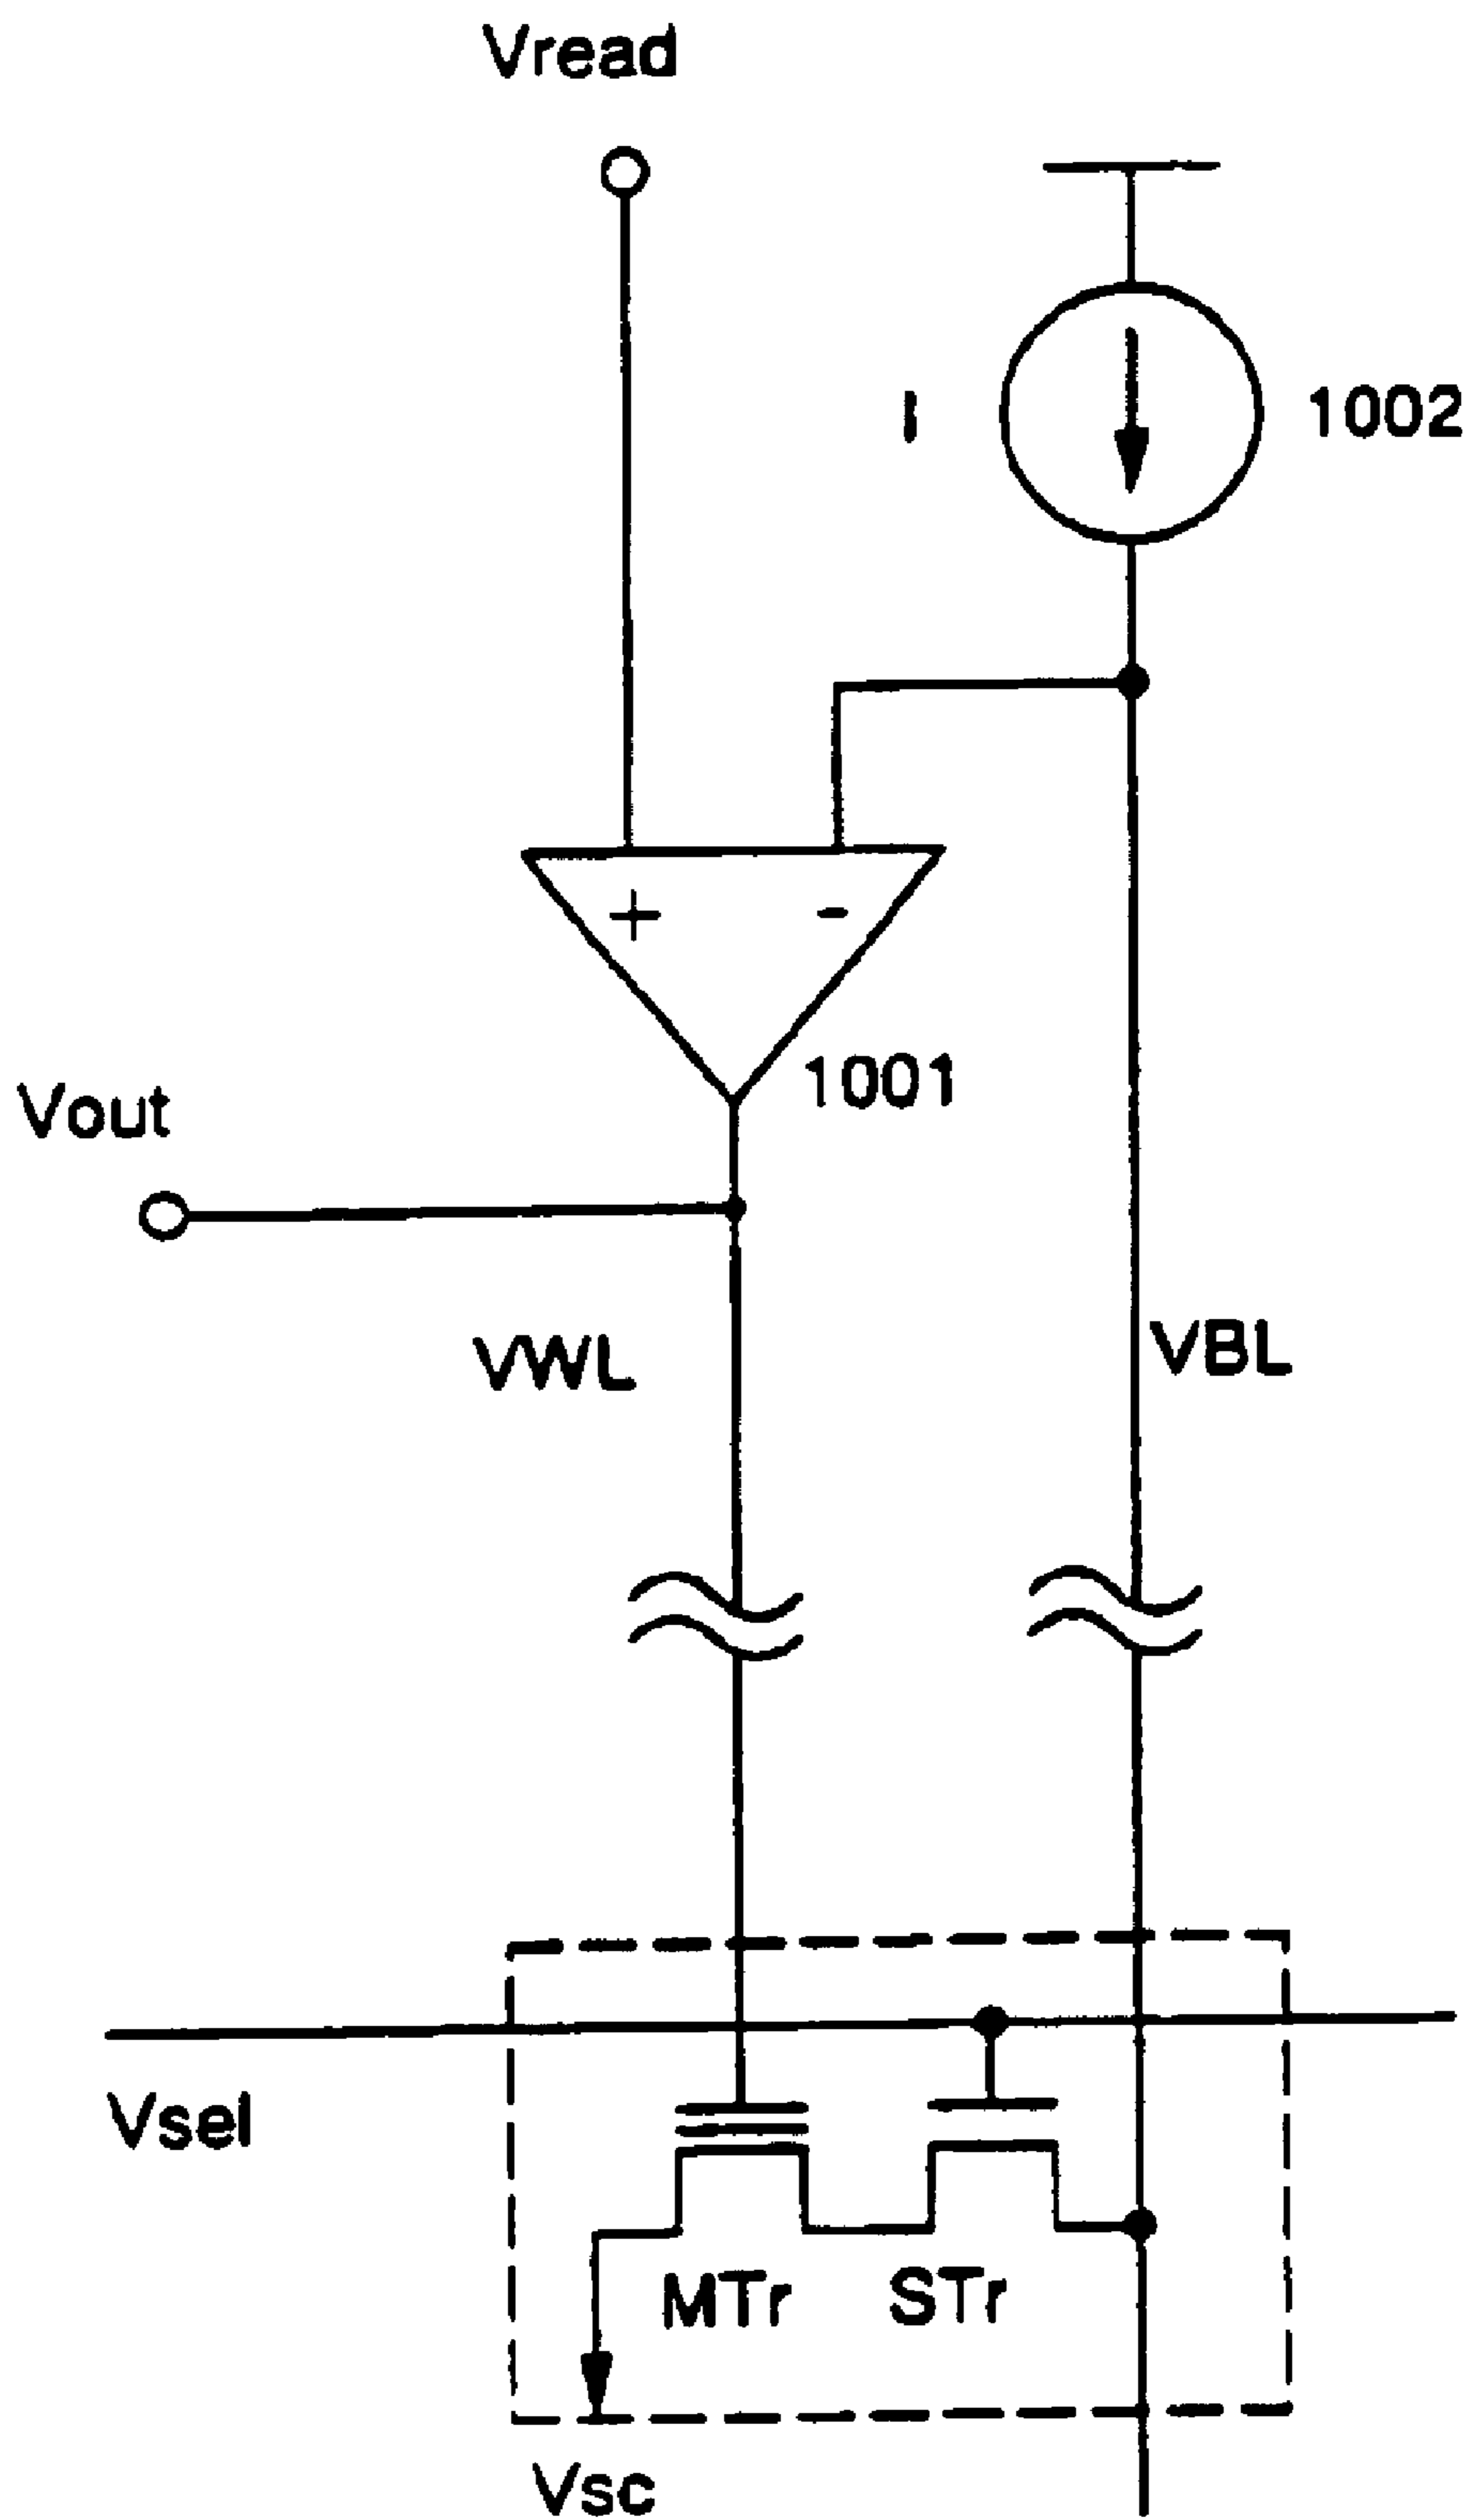 Vread
I
1002
+
-
1001
Vout
VWL
VBL
Vsel
MTr
STr
Vsc